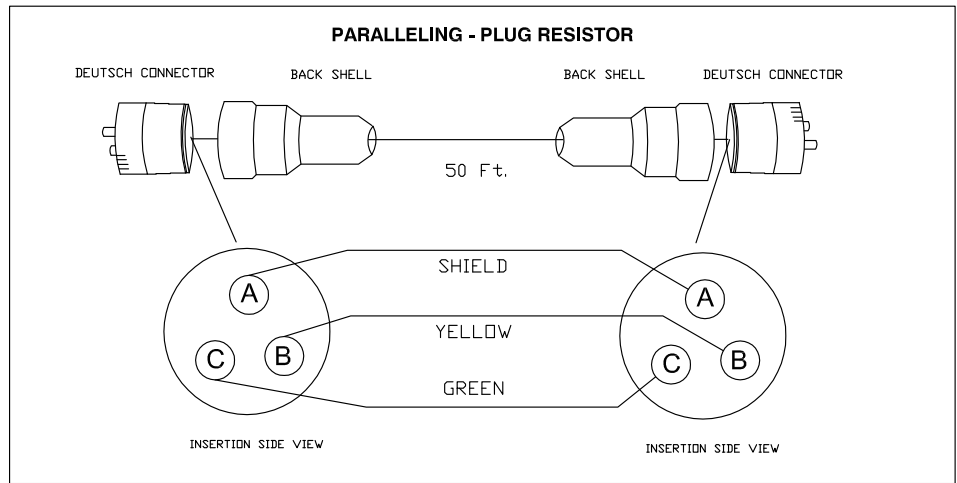 PARALLELING - PLUG RESISTOR
DEUTSCH CONNECTOR
BACK SHELL
BACK SHELL
DEUTSCH CONNECTOR
50 Ft.
SHIELD
A
A
YELLOW
C
B
C
B
GREEN
INSERTION SIDE VIEW
INSERTION SIDE VIEW